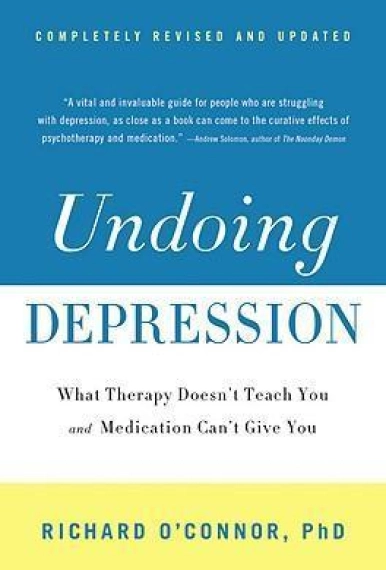 COMPLETELY REVISED AND UPDATED
“A vital and invaluable guide for people who are struggling
with depression, as close as a book can come to the curative effects of
psychotherapy and medication.” —Andrew Solomon, author of The Noonday Demon
Undoing
DEPRESSION
What Therapy Doesn't Teach You
and Medication Can't Give You
RICHARD O'CONNOR, PhD